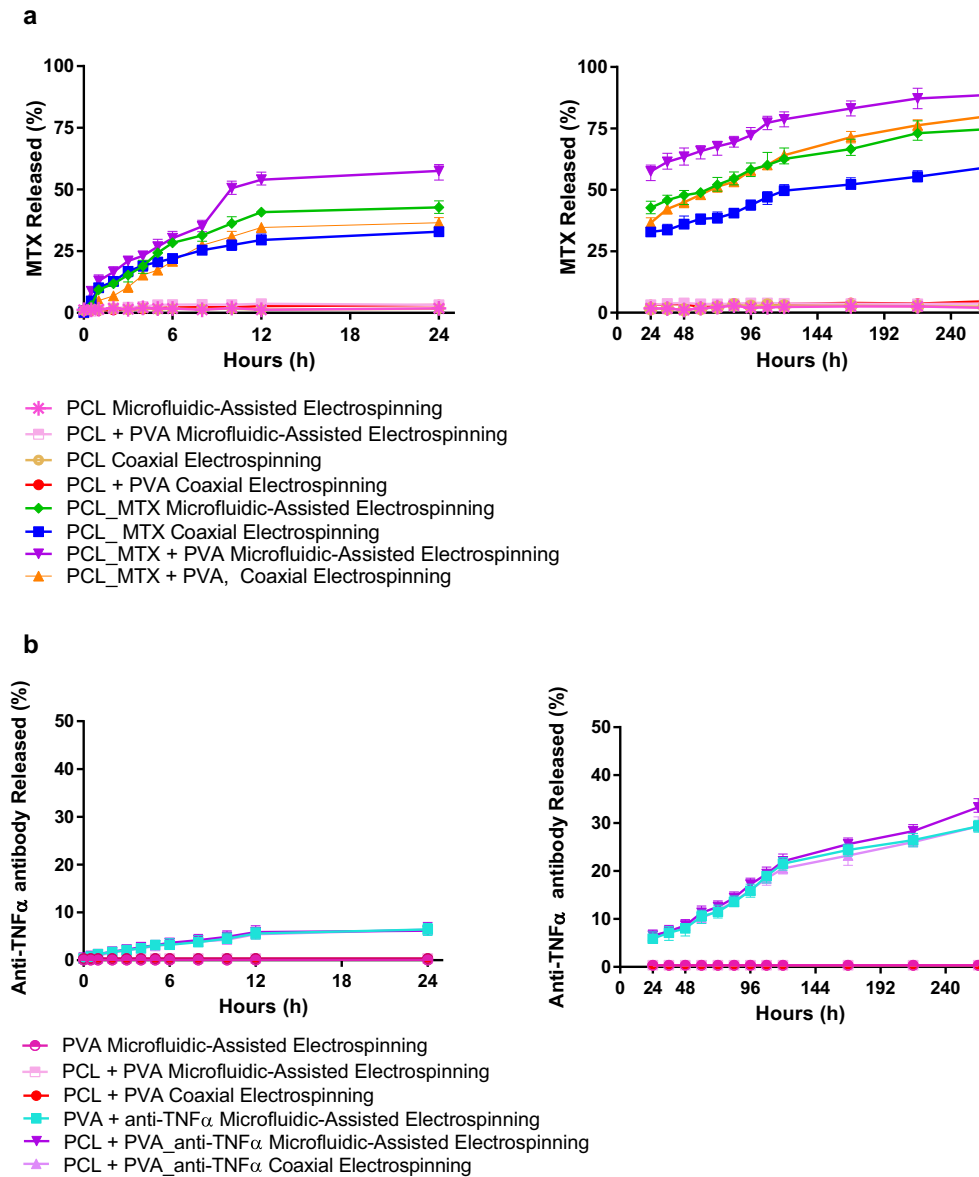 a
MTX Released (%)
100
75
50
25
0
0
6
12
18
24
Hours (h)
MTX Released (%)
100
75
50
25
0
0
24
48
96
144
192
240
Hours (h)
PCL Microfluidic-Assisted Electrospinning
PCL + PVA Microfluidic-Assisted Electrospinning
PCL Coaxial Electrospinning
PCL + PVA Coaxial Electrospinning
PCL_MTX Microfluidic-Assisted Electrospinning
PCL_ MTX Coaxial Electrospinning
PCL_MTX + PVA Microfluidic-Assisted Electrospinning
PCL_MTX + PVA, Coaxial Electrospinning
b
Anti-TNFα antibody Released (%)
50
40
30
20
10
0
0
6
12
18
24
Hours (h)
Anti-TNFα antibody Released (%)
50
40
30
20
10
0
0
24
48
96
144
192
240
Hours (h)
PVA Microfluidic-Assisted Electrospinning
PCL + PVA Microfluidic-Assisted Electrospinning
PCL + PVA Coaxial Electrospinning
PVA + anti-TNFα Microfluidic-Assisted Electrospinning
PCL + PVA_anti-TNFα Microfluidic-Assisted Electrospinning
PCL + PVA_anti-TNFα Coaxial Electrospinning